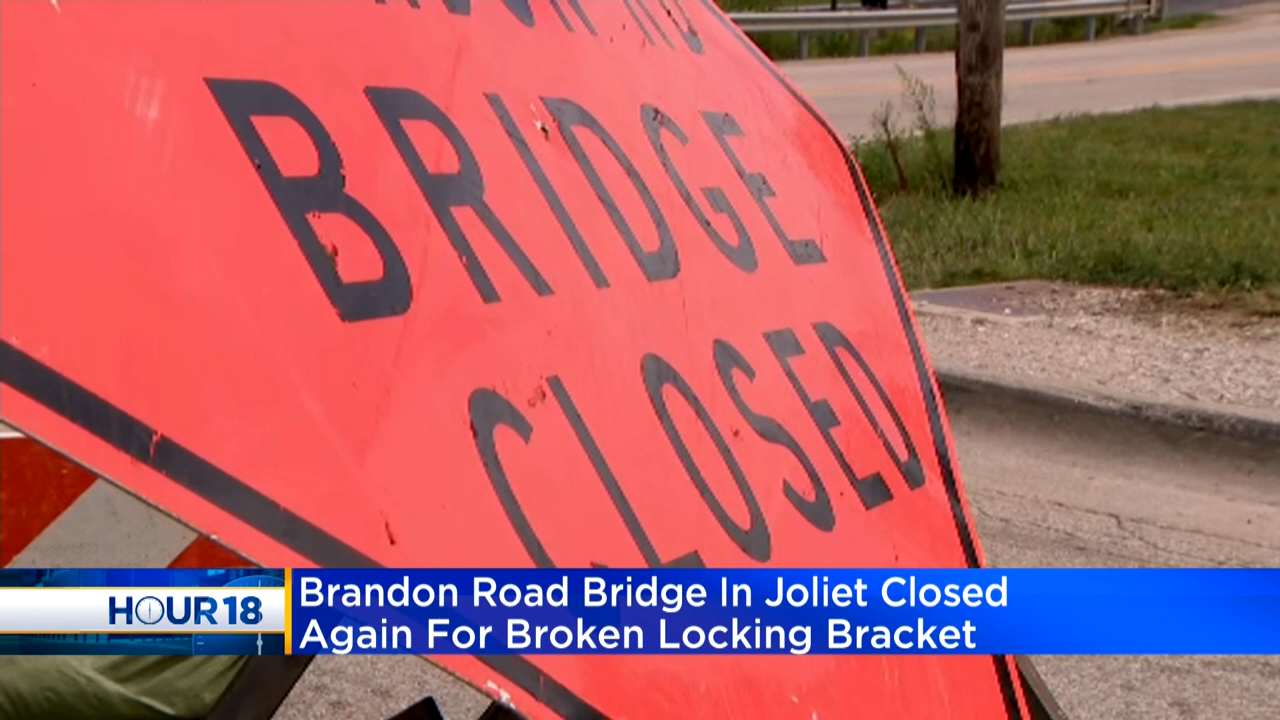 BRIDGE
CLOSED
HOUR 18
Brandon Road Bridge In Joliet Closed
Again For Broken Locking Bracket